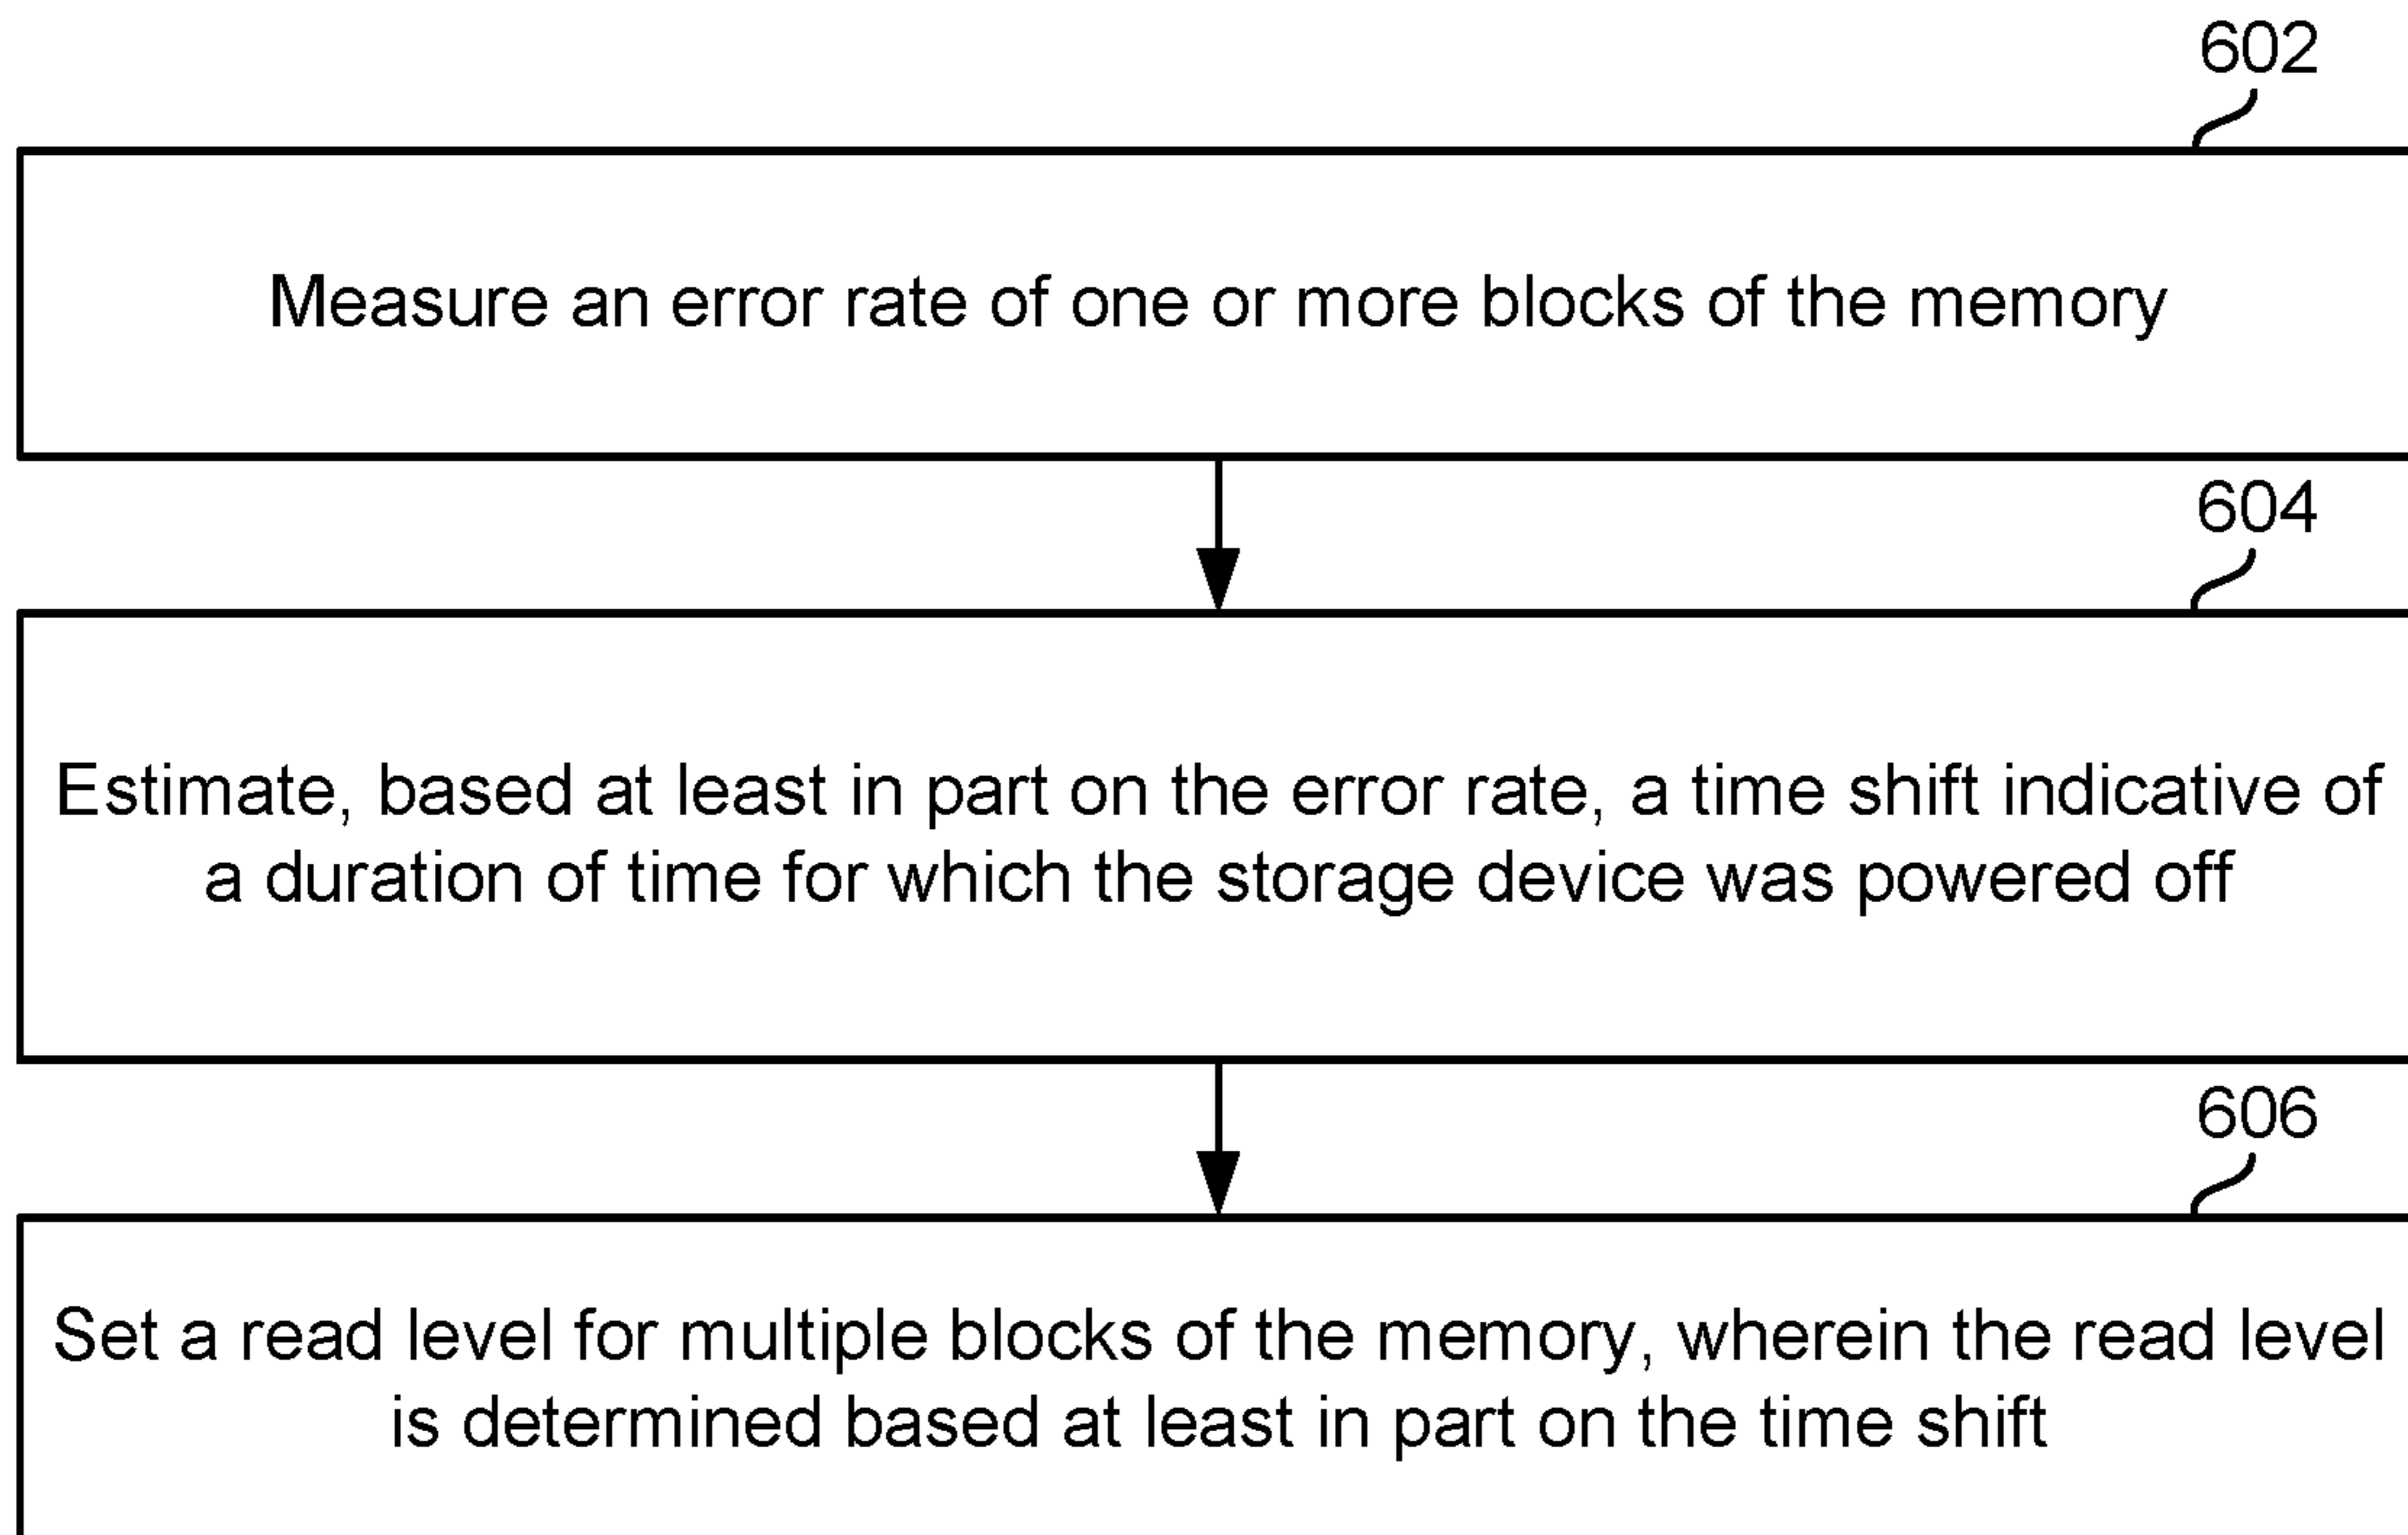 602
Measure an error rate of one or more blocks of the memory
604
Estimate, based at least in part on the error rate, a time shift indicative of
a duration of time for which the storage device was powered off
606
Set a read level for multiple blocks of the memory, wherein the read level
is determined based at least in part on the time shift